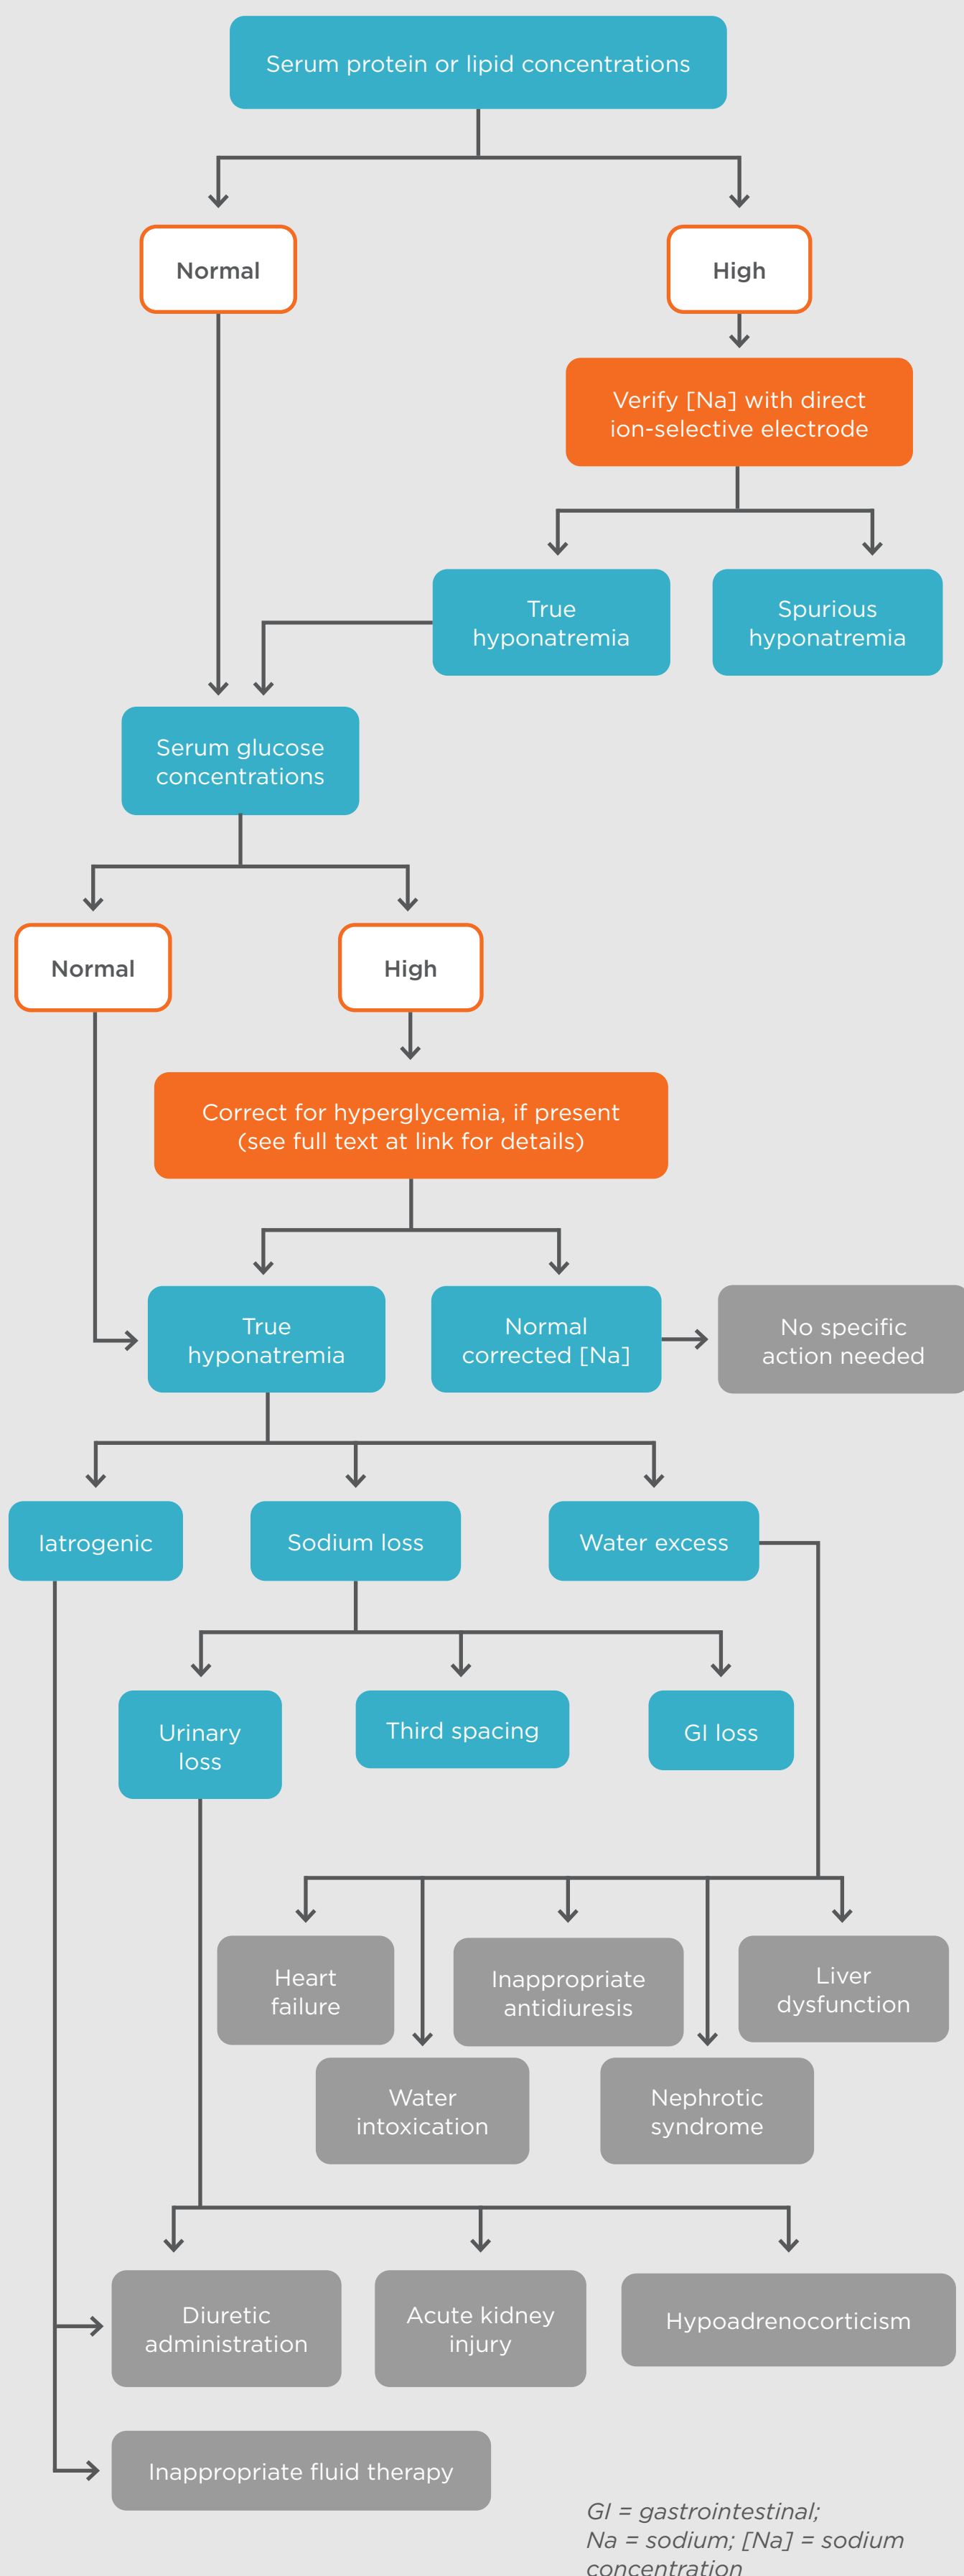 Serum protein or lipid concentrations
Normal
High
Verify [Na] with direct
ion-selective electrode
True
hyponatremia
Spurious
hyponatremia
Serum glucose
concentrations
Normal
High
Correct for hyperglycemia, if present
(see full text at link for details)
True
hyponatremia
Normal
corrected [Na]
No specific
action needed
Iatrogenic
Sodium loss
Water excess
Urinary
loss
Third spacing
GI loss
Heart
failure
Inappropriate
antidiuresis
Liver
dysfunction
Water
intoxication
Nephrotic
syndrome
Diuretic
administration
Acute kidney
injury
Hypoadrenocorticism
Inappropriate fluid therapy
GI = gastrointestinal;
Na = sodium; [Na] = sodium
concentration